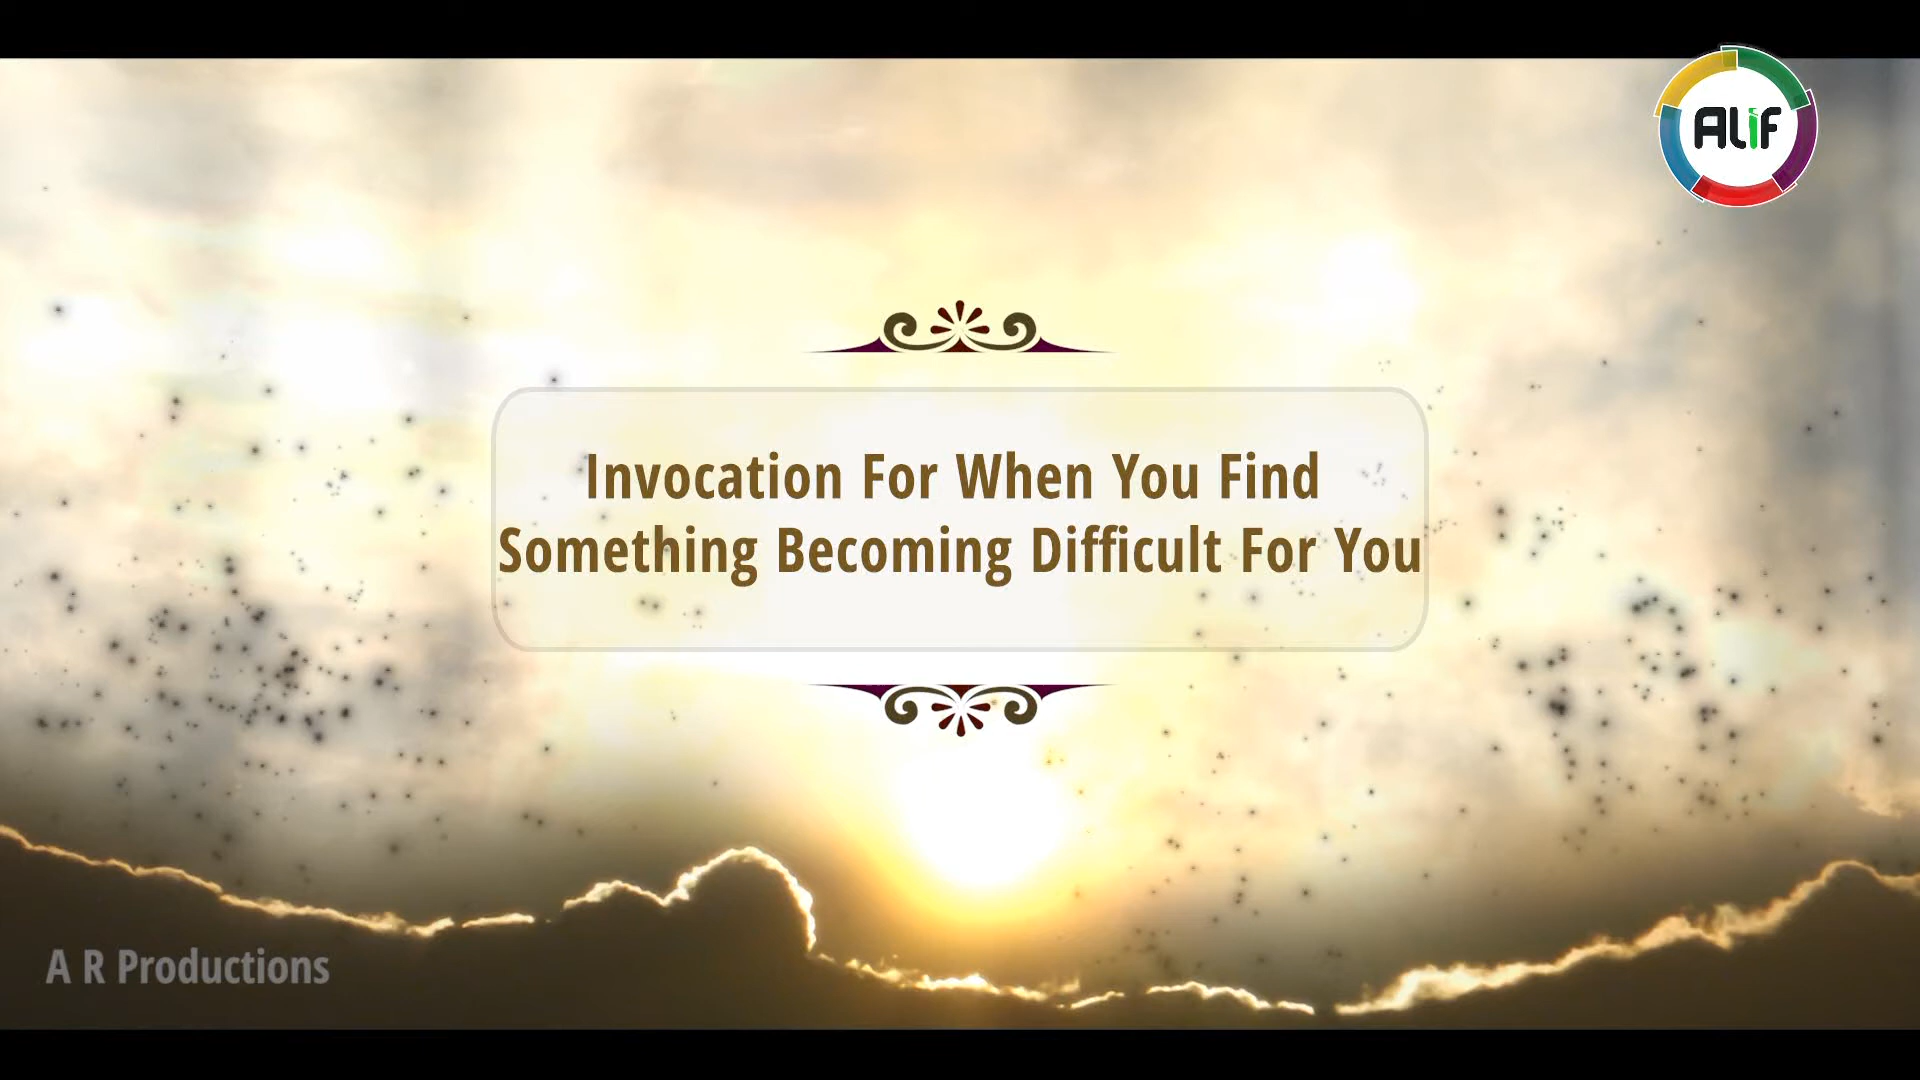 ALiF
Invocation For When You Find
Something Becoming Difficult For You
A R Productions